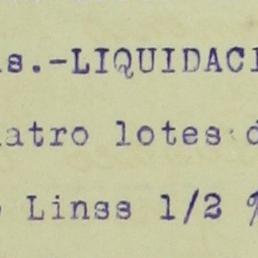 s.-LIQUIDACI
atro lotes d
Linss 1/2 %